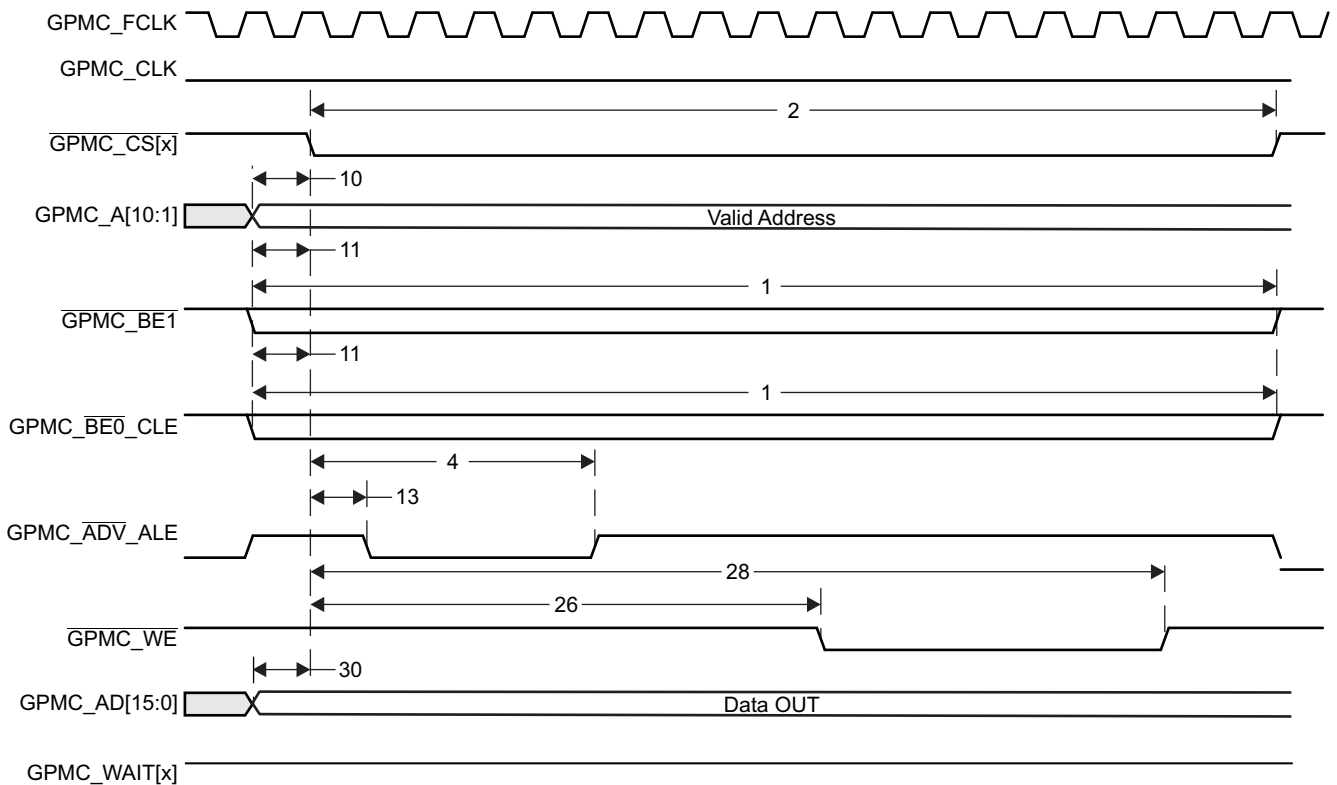 GPMC_FCLK
GPMC_CLK
2
GPMC_CS[x]
10
GPMC_A[10:1]
Valid Address
11
1
GPMC_BE1
11
1
GPMC_BE0_CLE
4
13
GPMC_ADV_ALE
28
26
GPMC_WE
30
GPMC_AD[15:0]
Data OUT
GPMC_WAIT[x]